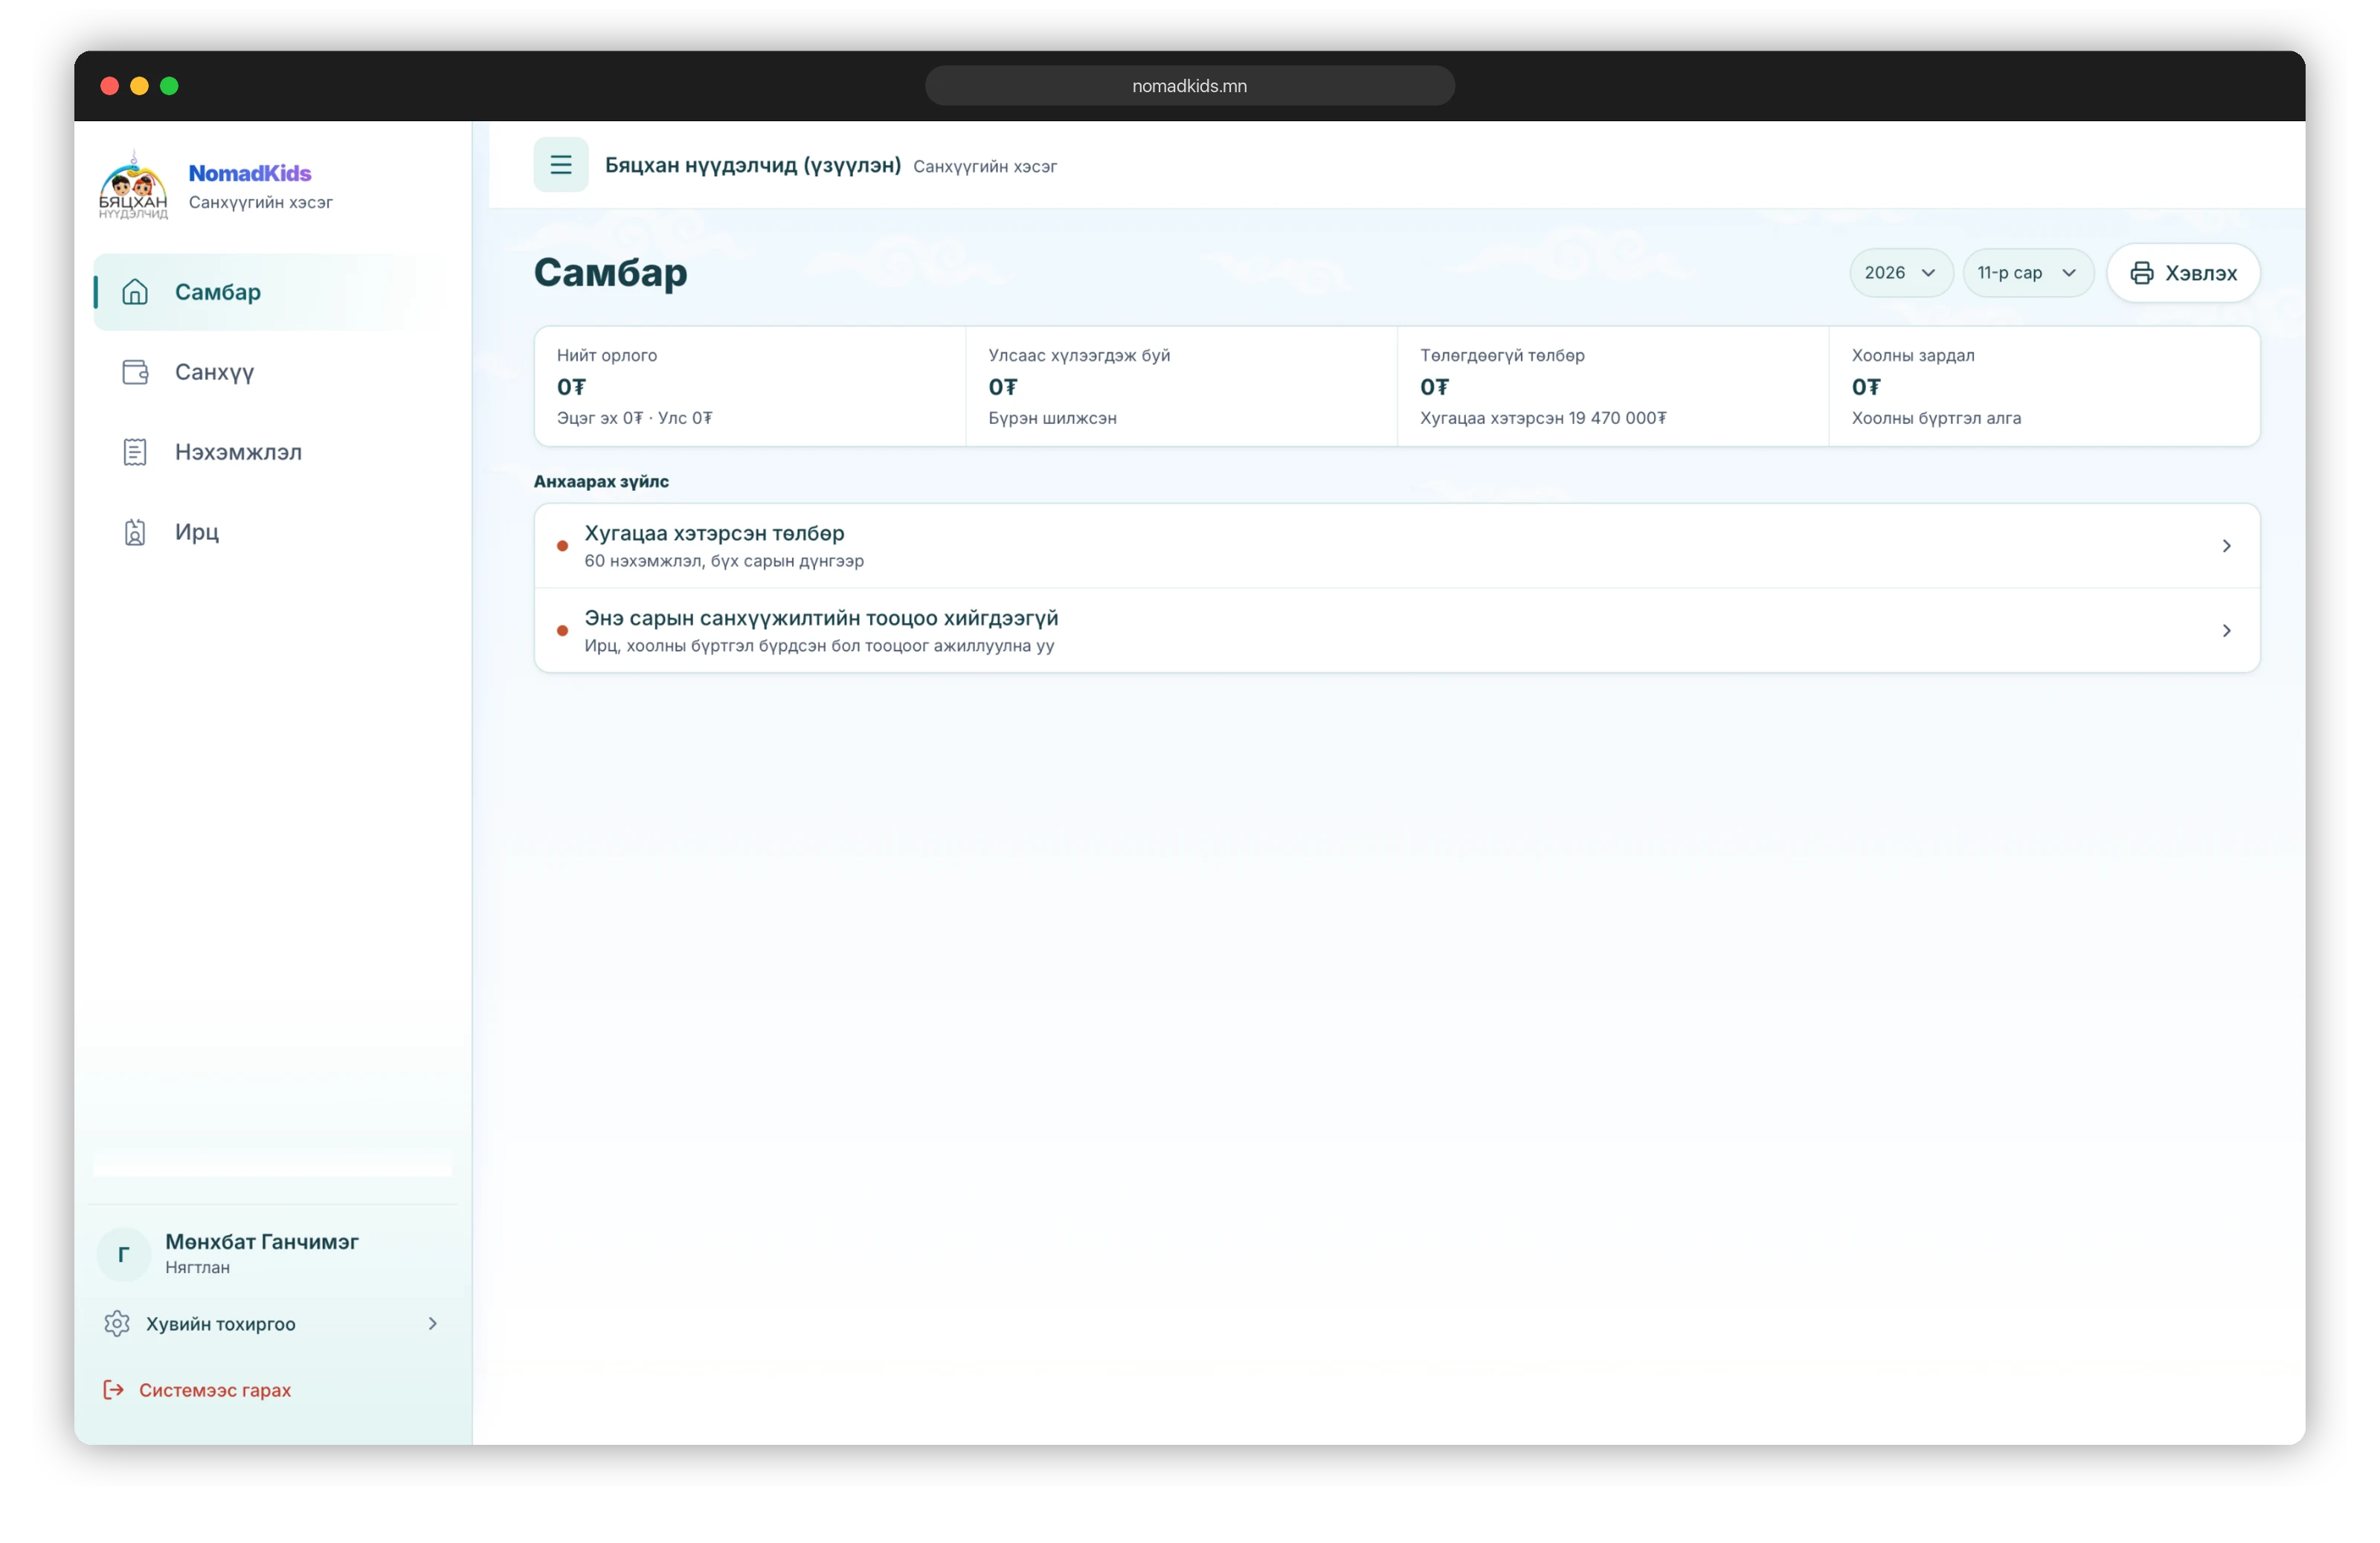 nomadkids.mn
БЯЦХАН
НҮҮДЭЛЧИД
NomadKids
Санхүүгийн хэсэг
Самбар
Санхүү
Нэхэмжлэл
Ирц
Мөнхбат Ганчимэг
Г
Нягтлан
Хувийн тохиргоо
Системээс гарах
Бяцхан нүүдэлчид (үзүүлэн) Санхүүгийн хэсэг
Самбар
2026
11-р сар
Хэвлэх
Нийт орлого
0₮
Эцэг эх 0₮ · Улс 0₮
Улсаас хүлээгдэж буй
0₮
Бүрэн шилжсэн
Төлөгдөөгүй төлбөр
0₮
Хугацаа хэтэрсэн 19 470 000₮
Хоолны зардал
0₮
Хоолны бүртгэл алга
Анхаарах зүйлс
Хугацаа хэтэрсэн төлбөр
60 нэхэмжлэл, бүх сарын дүнгээр
Энэ сарын санхүүжилтийн тооцоо хийгдээгүй
Ирц, хоолны бүртгэл бүрдсэн бол тооцоог ажиллуулна уу